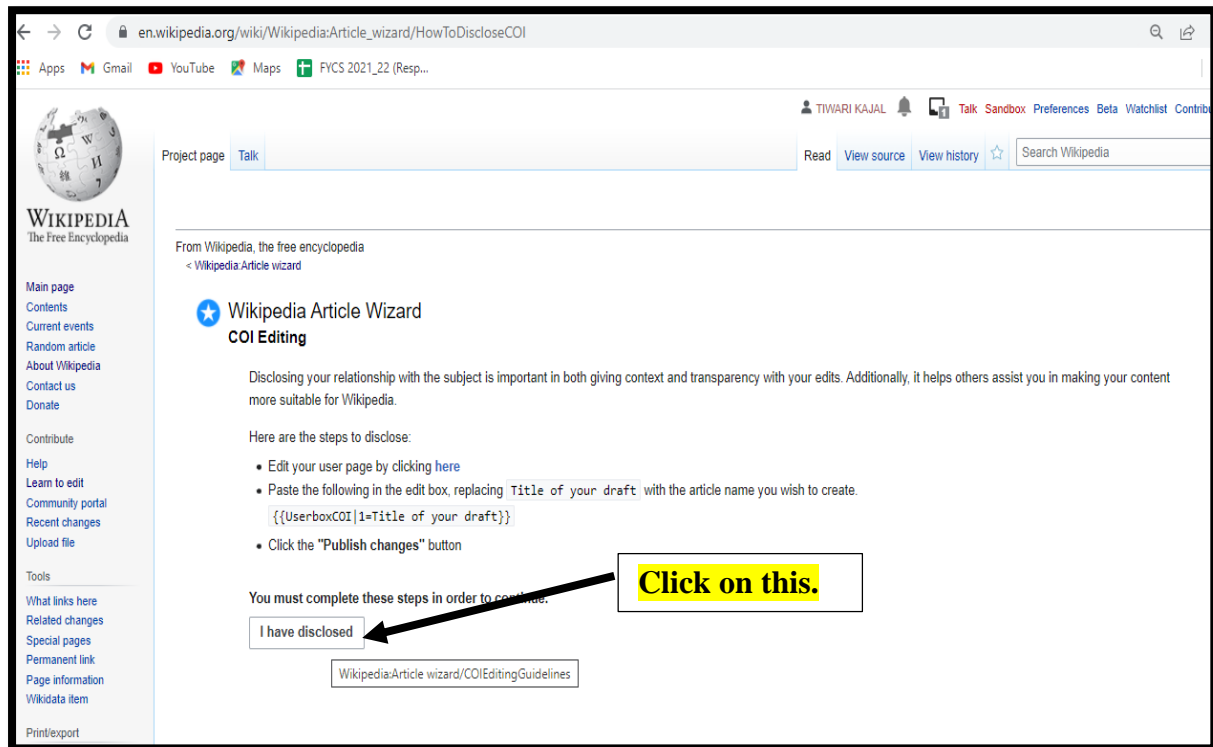 en.wikipedia.org/wiki/Wikipedia:Article_wizard/HowToDiscloseCOI
Apps Gmail YouTube Maps FYCS 2021_22 (Resp...
TIWARI KAJAL 1 Talk Sandbox Preferences Beta Watchlist Contribu
Project page Talk Read View source View history Search Wikipedia
WIKIPEDIA
The Free Encyclopedia
From Wikipedia, the free encyclopedia
< Wikipedia:Article wizard
Main page
Contents
Current events
Random article
About Wikipedia
Contact us
Donate
Contribute
Help
Learn to edit
Community portal
Recent changes
Upload file
Tools
What links here
Related changes
Special pages
Permanent link
Page information
Wikidata item
Print/export
Wikipedia Article Wizard
COI Editing
Disclosing your relationship with the subject is important in both giving context and transparency with your edits. Additionally, it helps others assist you in making your content
more suitable for Wikipedia.
Here are the steps to disclose:
• Edit your user page by clicking here
• Paste the following in the edit box, replacing Title of your draft with the article name you wish to create.
{{UserboxCOI|1=Title of your draft}}
• Click the "Publish changes" button
Click on this.
You must complete these steps in order to continue.
I have disclosed
Wikipedia:Article wizard/COIEditingGuidelines